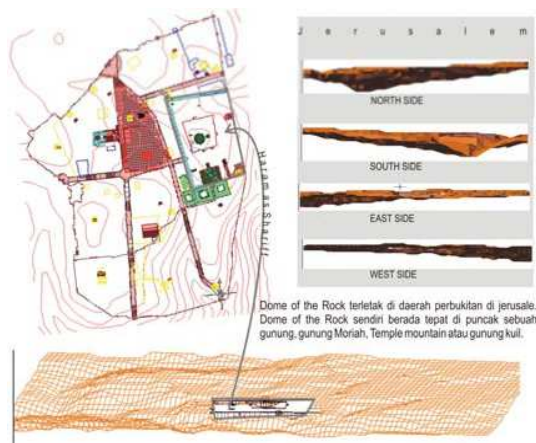 J e r u s a l e m
NORTH SIDE
SOUTH SIDE
EAST SIDE
WEST SIDE
Haram as Shariff
Dome of the Rock terletak di daerah perbukitan di jerusale.
Dome of the Rock sendiri berada tepat di puncak sebuah
gunung, gunung Moriah, Temple mountain atau gunung kuil.